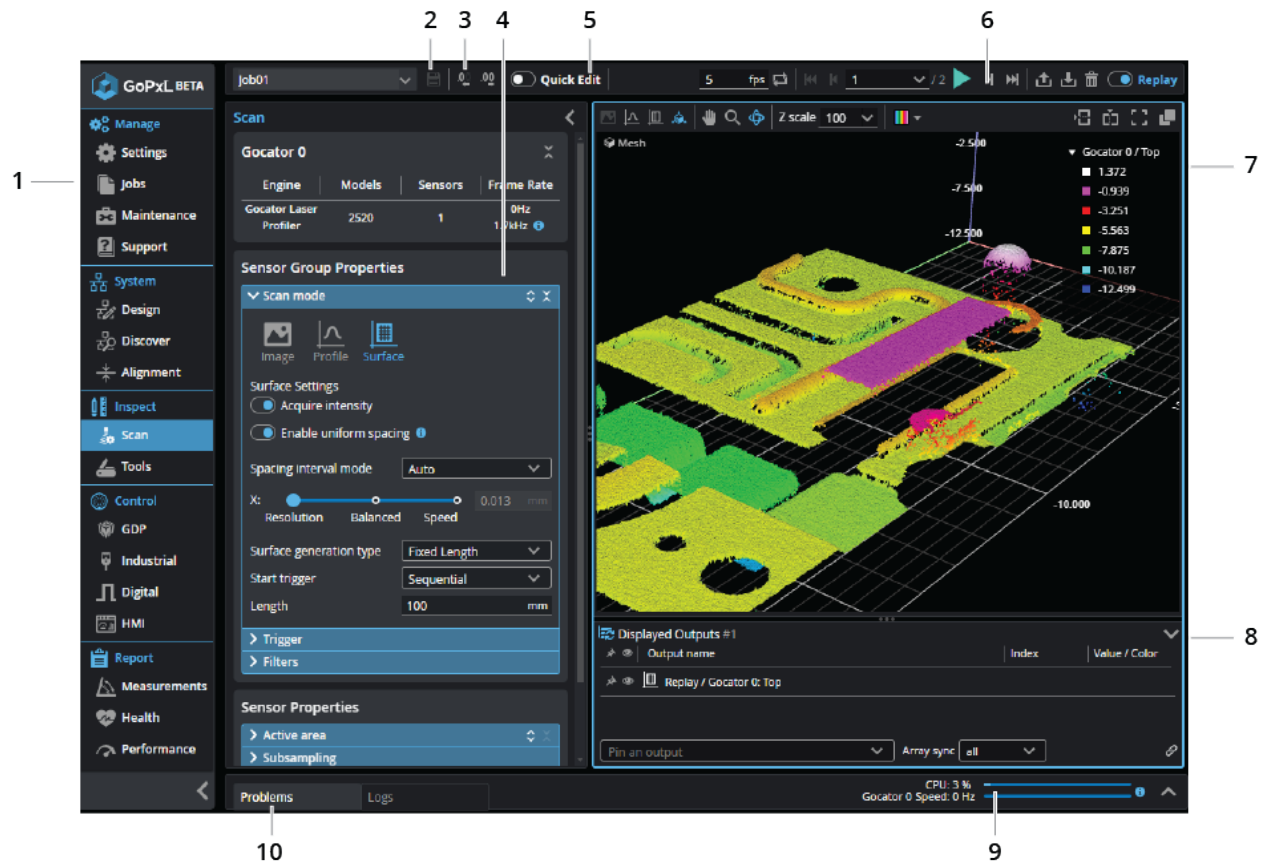 2 3 4 5 6
GoPxL BETA
Job01
.0 .00
Quick Edit
5 fps
1 / 2
Replay
1
Manage
Settings
Jobs
Maintenance
Support
System
Design
Discover
Alignment
Inspect
Scan
Tools
Control
GDP
Industrial
Digital
HMI
Report
Measurements
Health
Performance
Scan
Gocator 0
Engine Models Sensors Frame Rate
Gocator Laser Profiler 2520 1 0Hz
1.7kHz
Sensor Group Properties
Scan mode
Image Profile Surface
Surface Settings
Acquire intensity
Enable uniform spacing
Spacing interval mode Auto
X: 0.013 mm
Resolution Balanced Speed
Surface generation type Fixed Length
Start trigger Sequential
Length 100 mm
Trigger
Filters
Sensor Properties
Active area
Subsampling
Z scale 100
Mesh
-2.500
-7.500
-12.500
-10.000
Gocator 0 / Top
1.372
-0.939
-3.251
-5.563
-7.875
-10.187
-12.499
7
Displayed Outputs #1
8
Output name Index Value / Color
Replay / Gocator 0: Top
Pin an output Array sync all
Problems Logs
CPU: 3 %
Gocator 0 Speed: 0 Hz
10 9